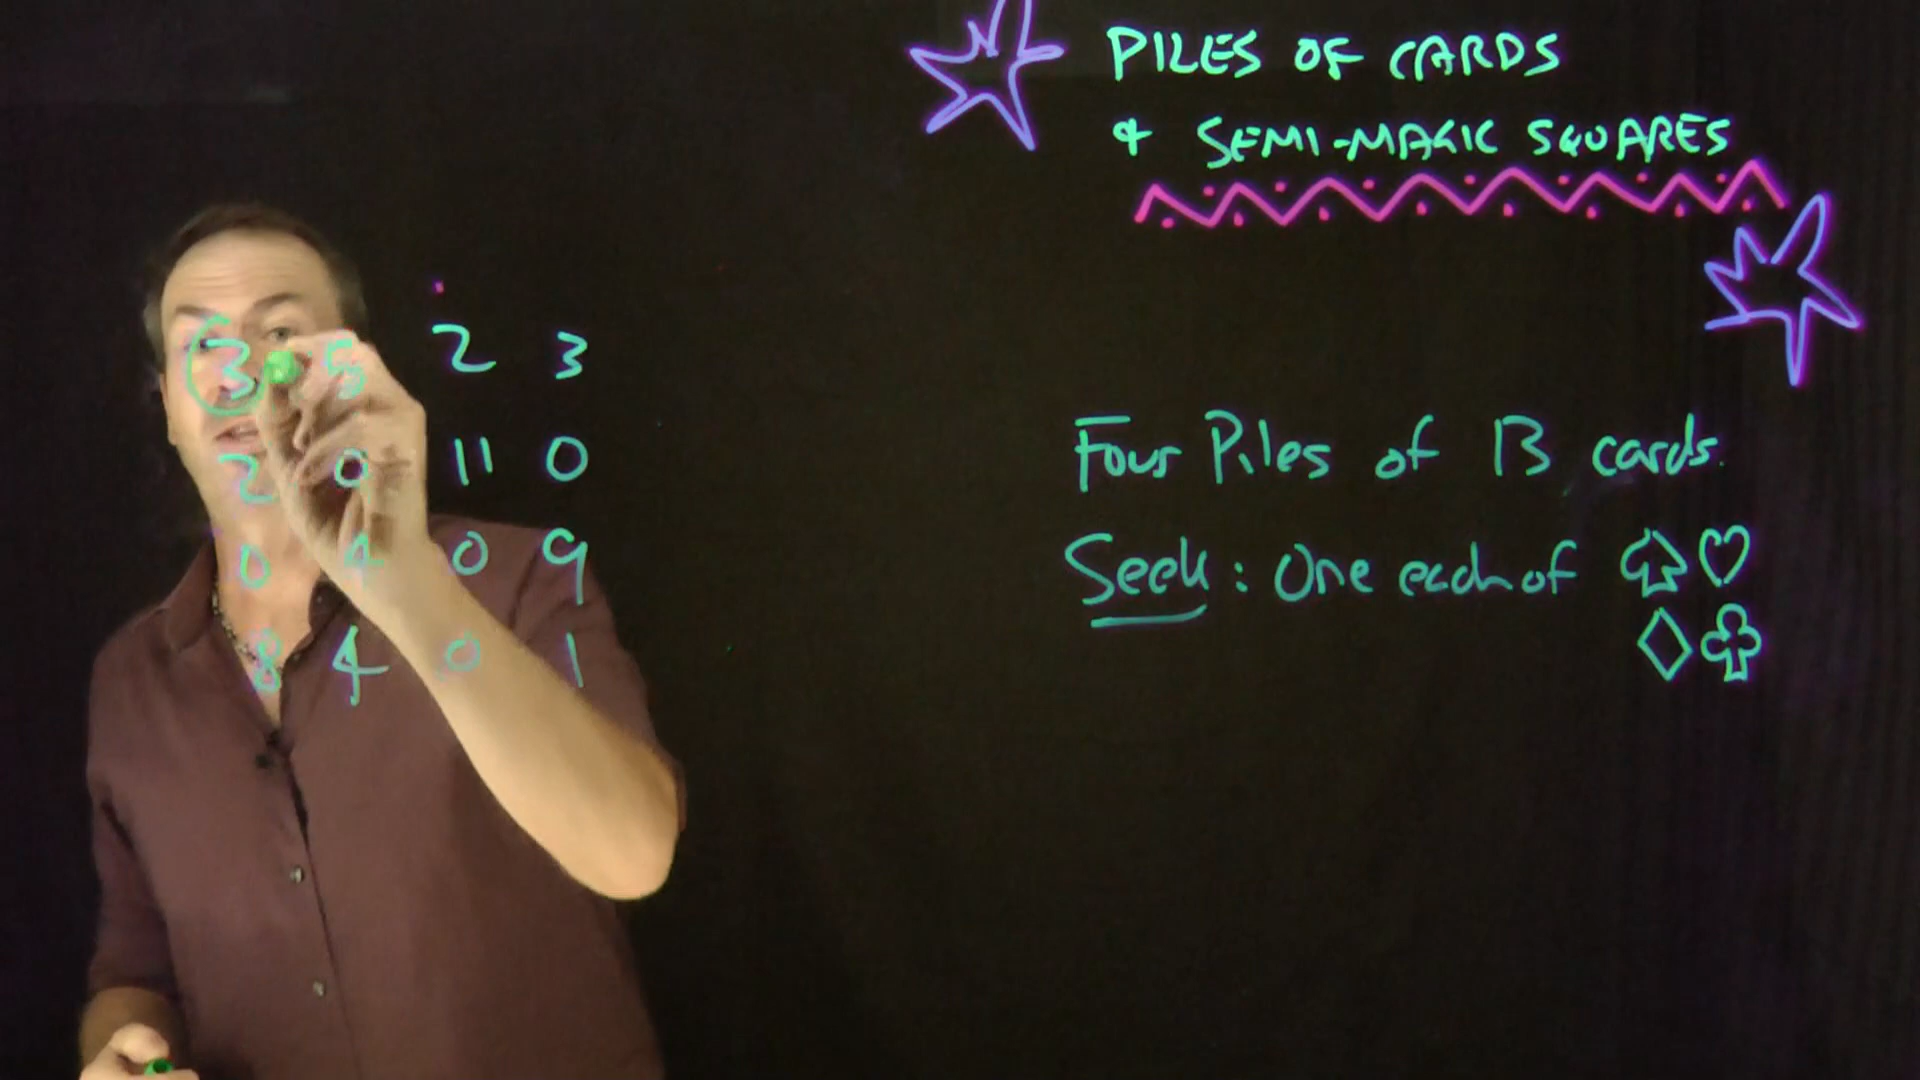 PILES OF CARDS
& SEMI-MAGIC SQUARES
3 5 2 3
2 0 11 0
0 4 0 9
8 4 0 1
Four Piles of 13 cards.
Seek: One each of ♤ ♡
♢ ♧